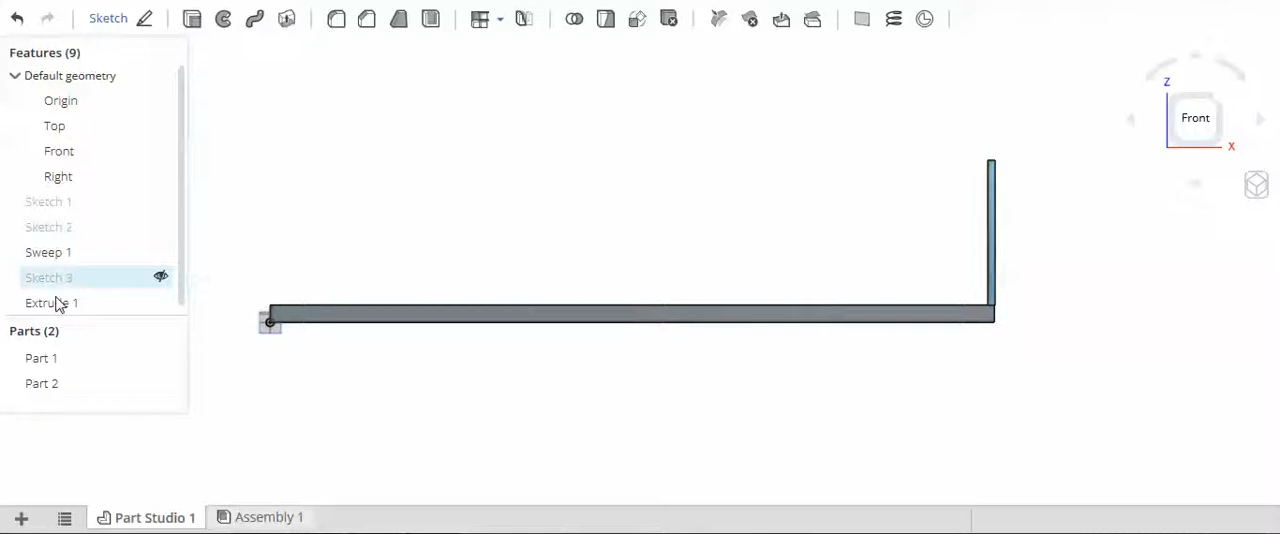 Sketch
Features (9)
Default geometry
Origin
Top
Front
Right
Sketch 1
Sketch 2
Sweep 1
Sketch 3
Extrude 1
Parts (2)
Part 1
Part 2
Z
Front
X
Part Studio 1
Assembly 1